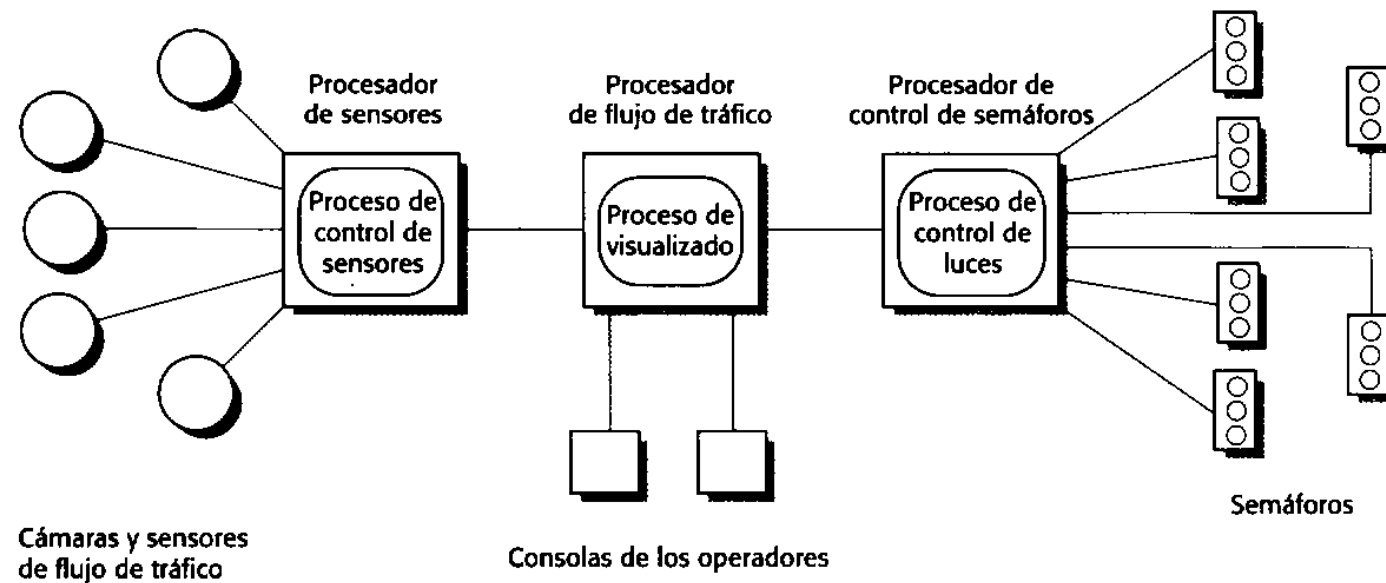 Procesador
de sensores
Procesador
de flujo de tráfico
Procesador de
control de semáforos
Proceso de
control de
sensores
Proceso de
visualizado
Proceso de
control de
luces
Semáforos
Cámaras y sensores
de flujo de tráfico
Consolas de los operadores